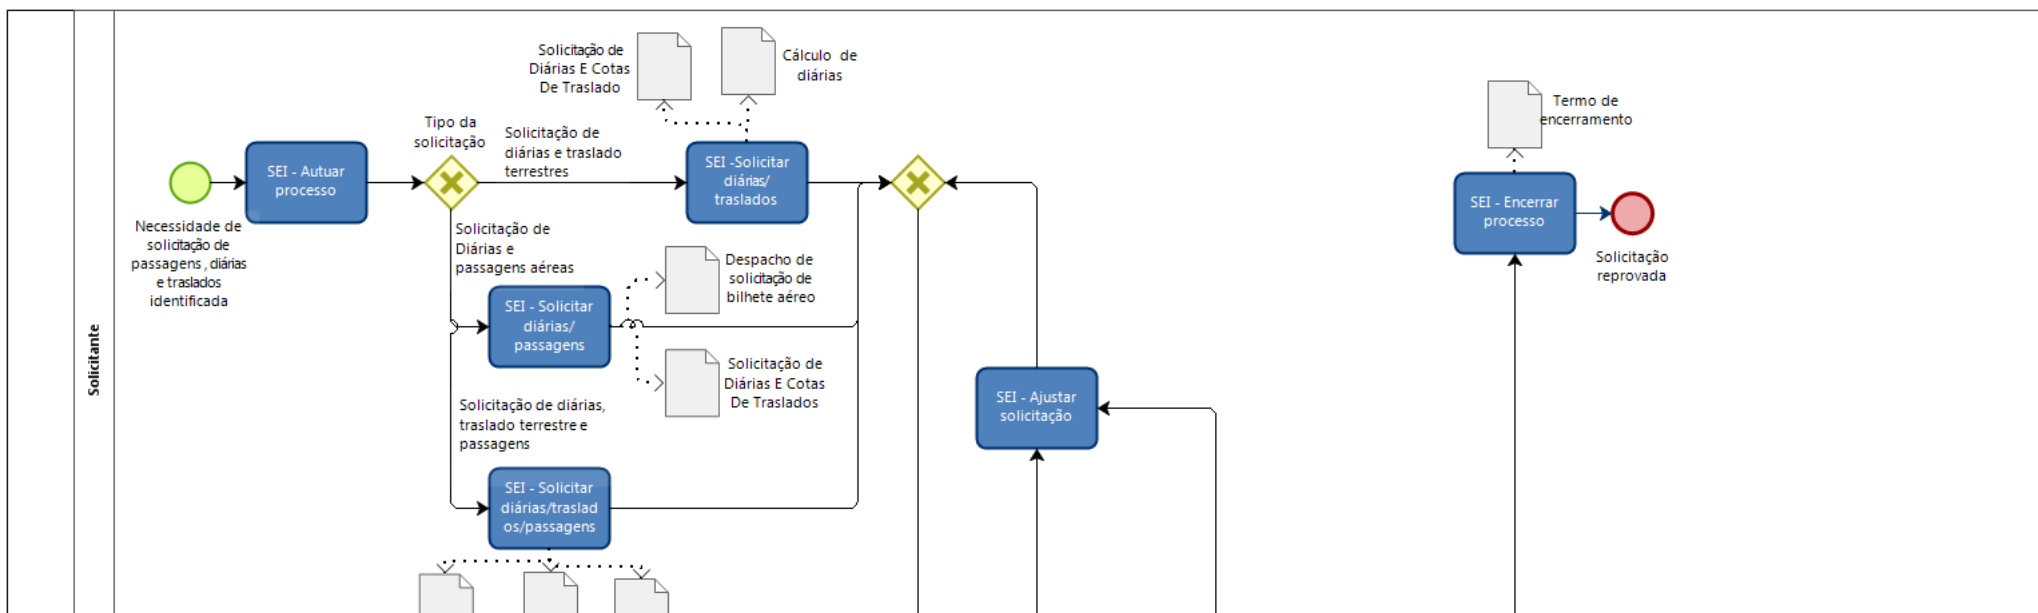 Solicitante
Necessidade de
solicitação de
passagens , diárias
e traslados
identificada
SEI - Autuar
processo
Tipo da
solicitação
Solicitação de
diárias e traslado
terrestres
Solicitação de
Diárias E Cotas
De Traslado
Cálculo de
diárias
SEI -Solicitar
diárias/
traslados
Solicitação de
Diárias e
passagens aéreas
SEI - Solicitar
diárias/
passagens
Despacho de
solicitação de
bilhete aéreo
Solicitação de
Diárias E Cotas
De Traslados
Solicitação de diárias,
traslado terrestre e
passagens
SEI - Solicitar
diárias/traslad
os/passagens
SEI - Ajustar
solicitação
Termo de
encerramento
SEI - Encerrar
processo
Solicitação
reprovada